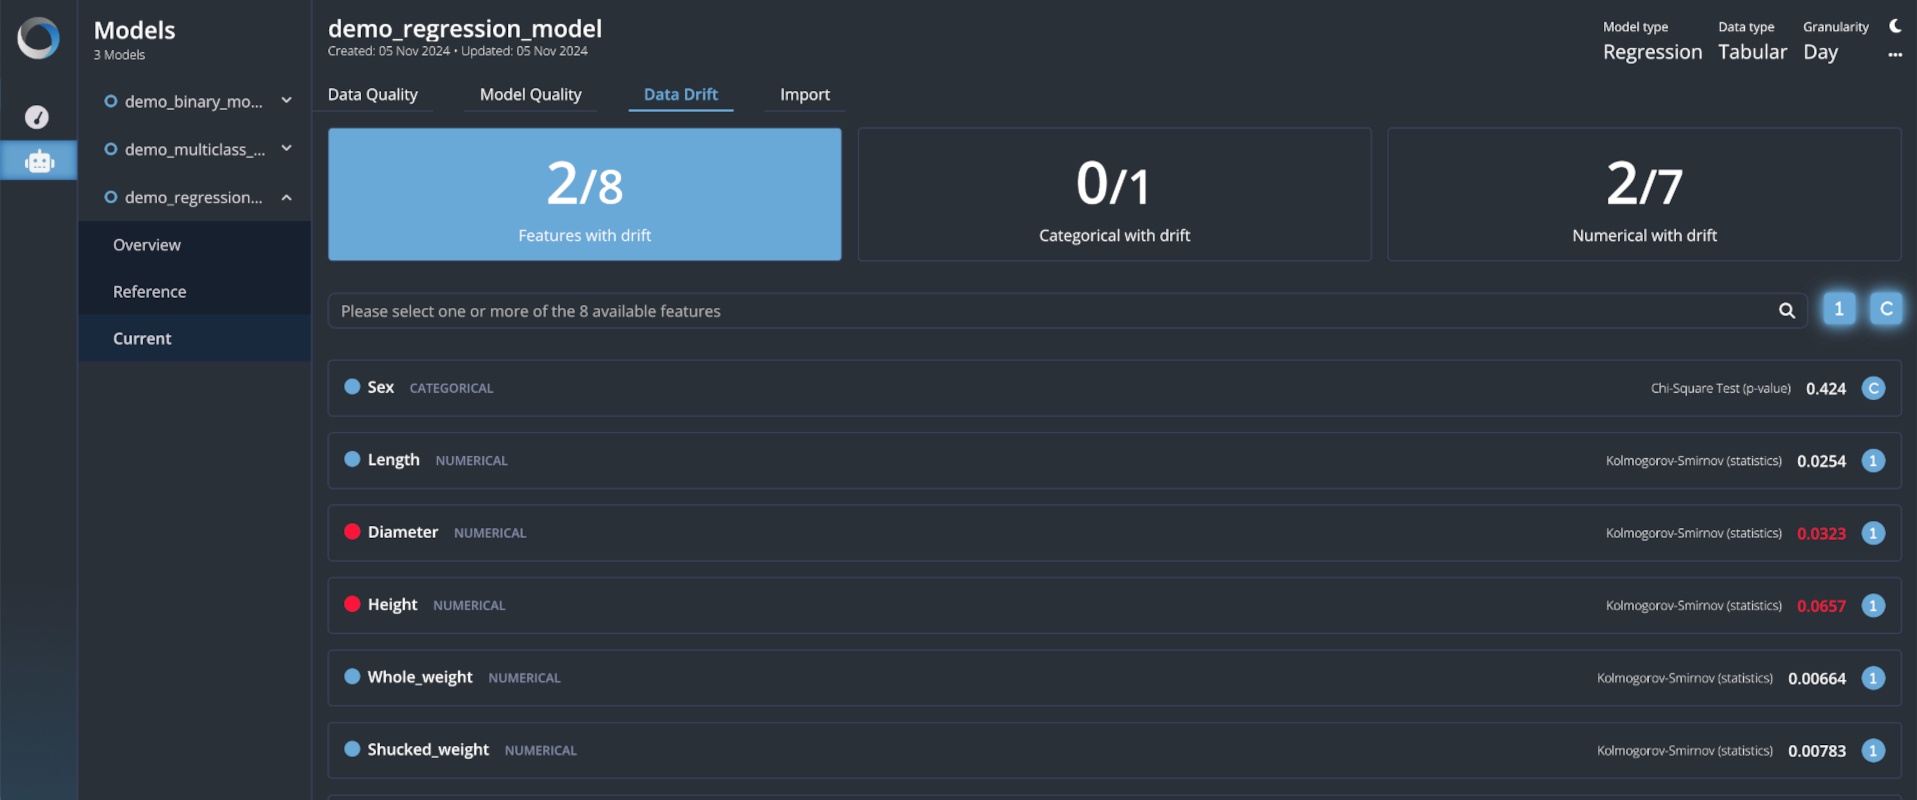 Models
3 Models
demo_binary_mo...
demo_multiclass_...
demo_regression...
Overview
Reference
Current
demo_regression_model
Created: 05 Nov 2024 • Updated: 05 Nov 2024
Model type
Regression
Data type
Tabular
Granularity
Day
Data Quality
Model Quality
Data Drift
Import
2/8
Features with drift
0/1
Categorical with drift
2/7
Numerical with drift
Please select one or more of the 8 available features
1
C
Sex CATEGORICAL Chi-Square Test (p-value) 0.424 C
Length NUMERICAL Kolmogorov-Smirnov (statistics) 0.0254 1
Diameter NUMERICAL Kolmogorov-Smirnov (statistics) 0.0323 1
Height NUMERICAL Kolmogorov-Smirnov (statistics) 0.0657 1
Whole_weight NUMERICAL Kolmogorov-Smirnov (statistics) 0.00664 1
Shucked_weight NUMERICAL Kolmogorov-Smirnov (statistics) 0.00783 1